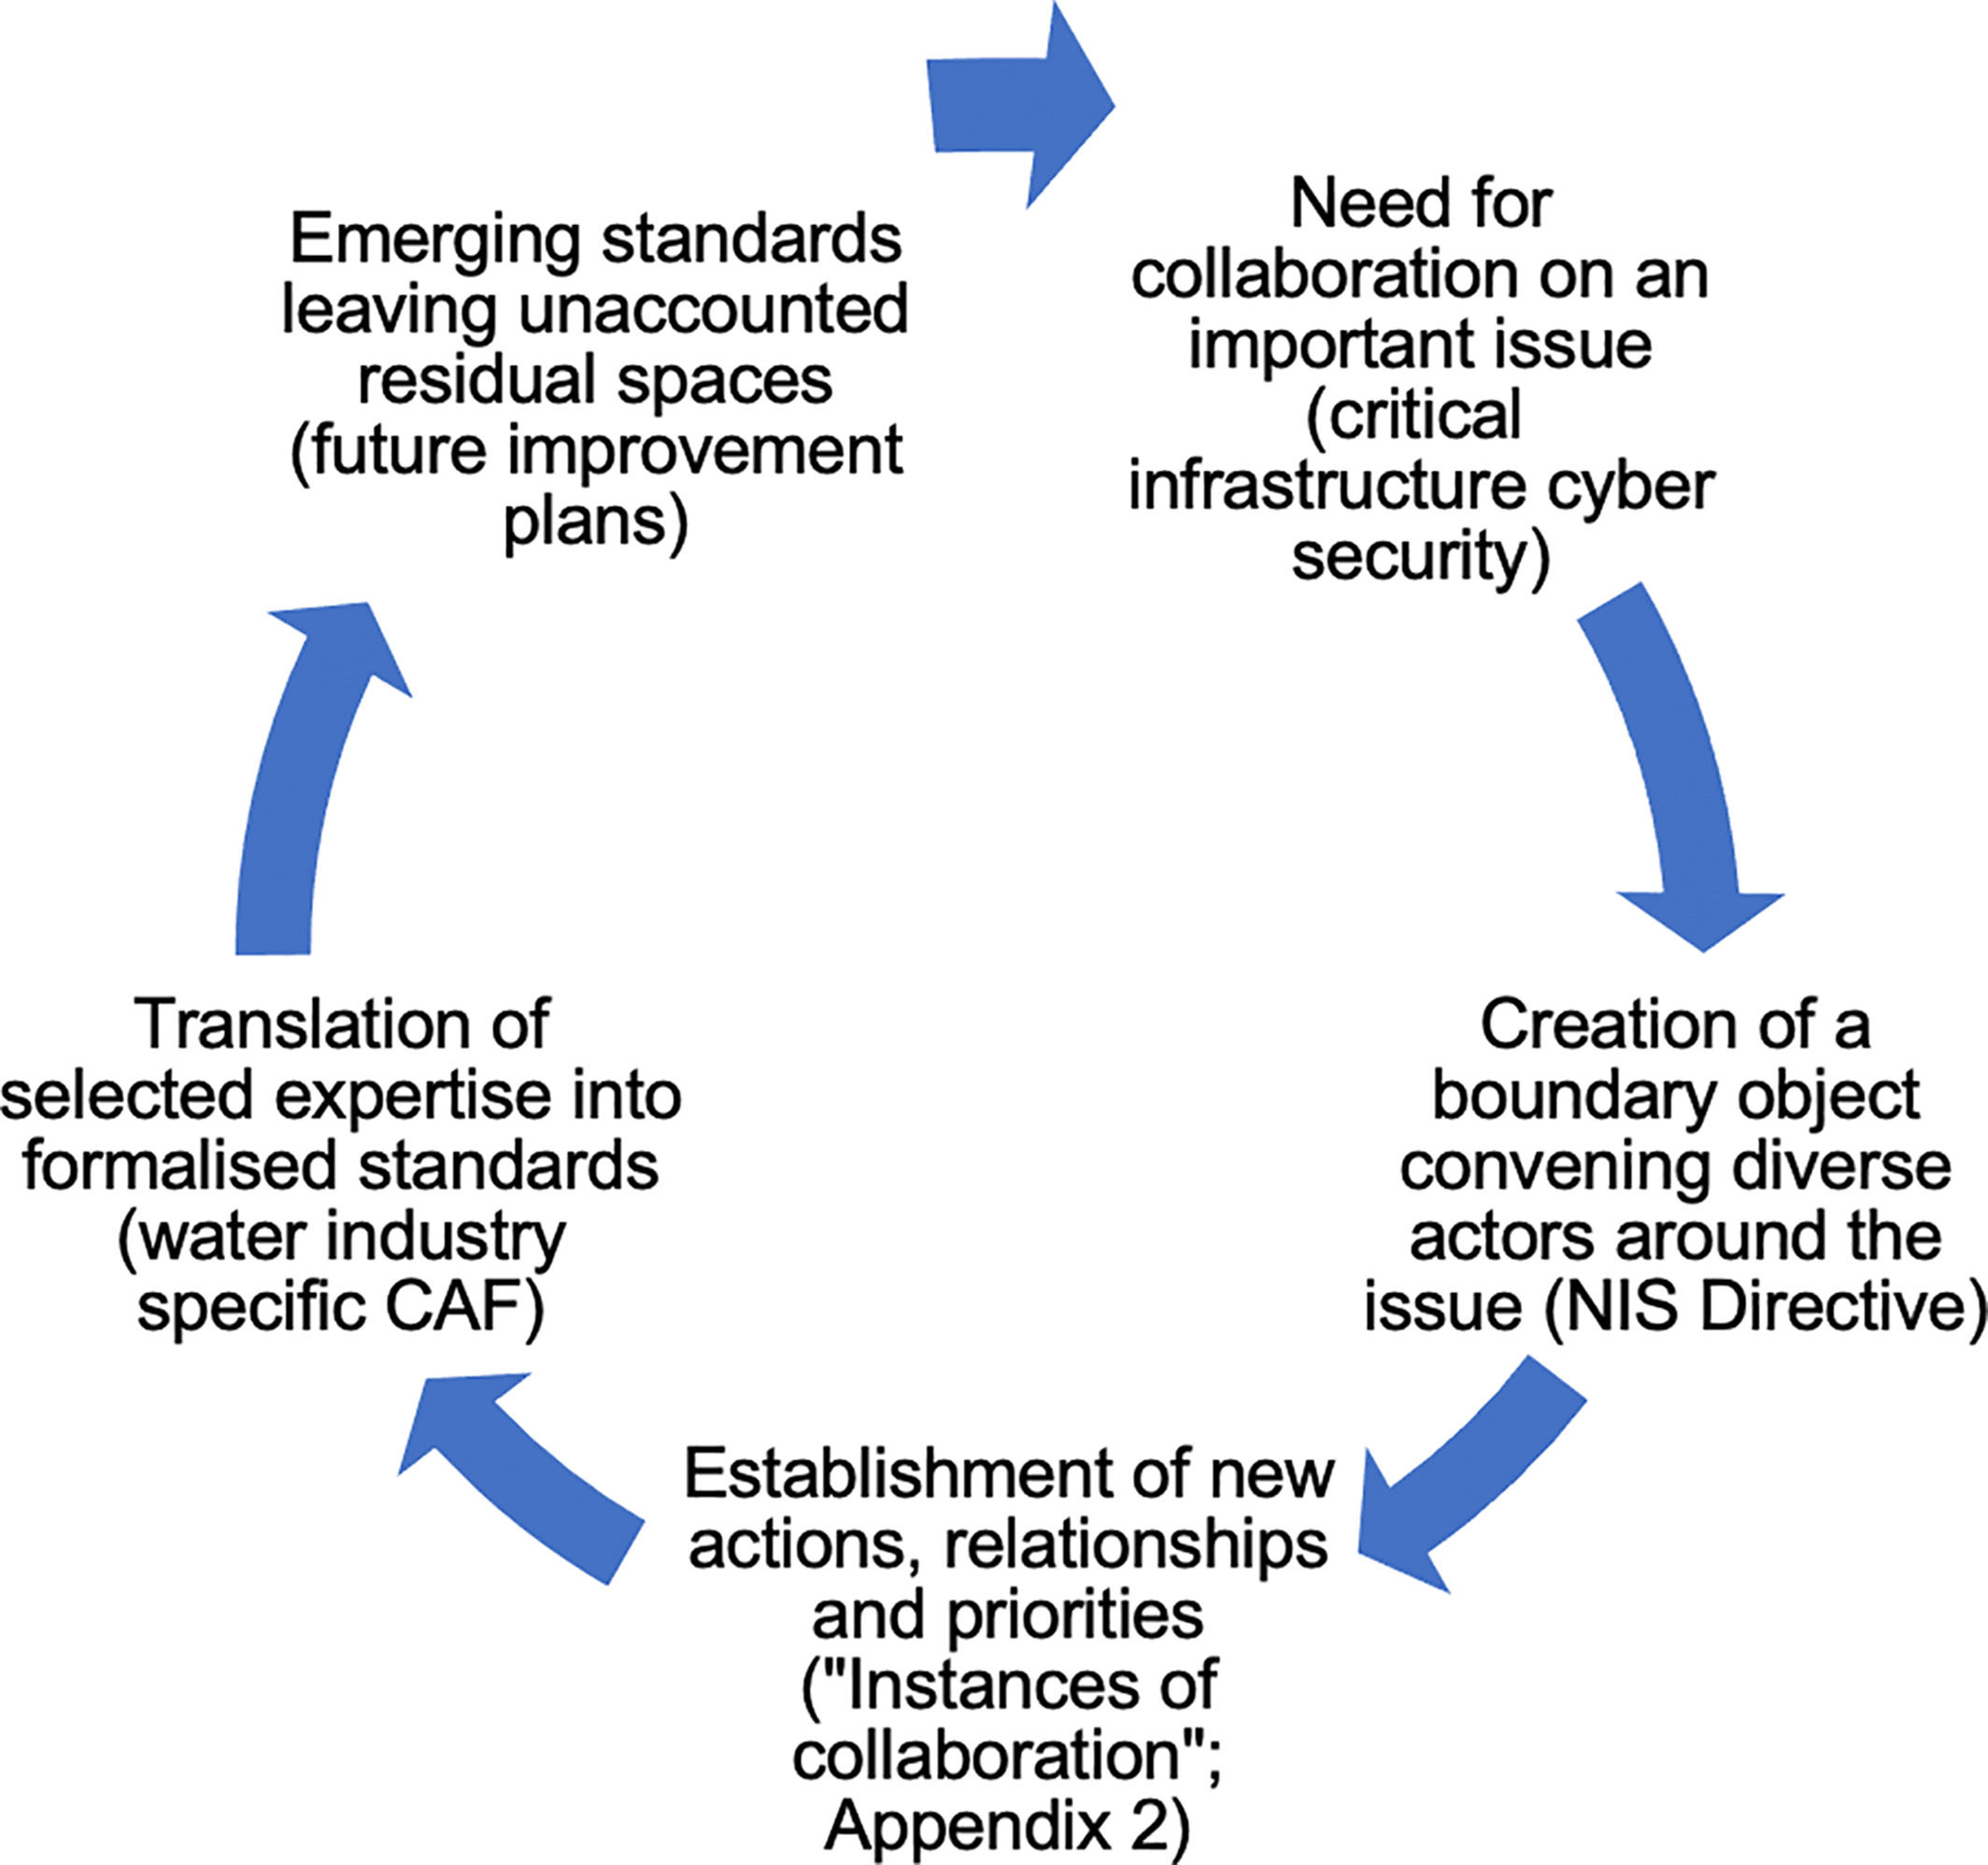 Emerging standards
leaving unaccounted
residual spaces
(future improvement
plans)
Need for
collaboration on an
important issue
(critical
infrastructure cyber
security)
Creation of a
boundary object
convening diverse
actors around the
issue (NIS Directive)
Establishment of new
actions, relationships
and priorities
("Instances of
collaboration";
Appendix 2)
Translation of
selected expertise into
formalised standards
(water industry
specific CAF)